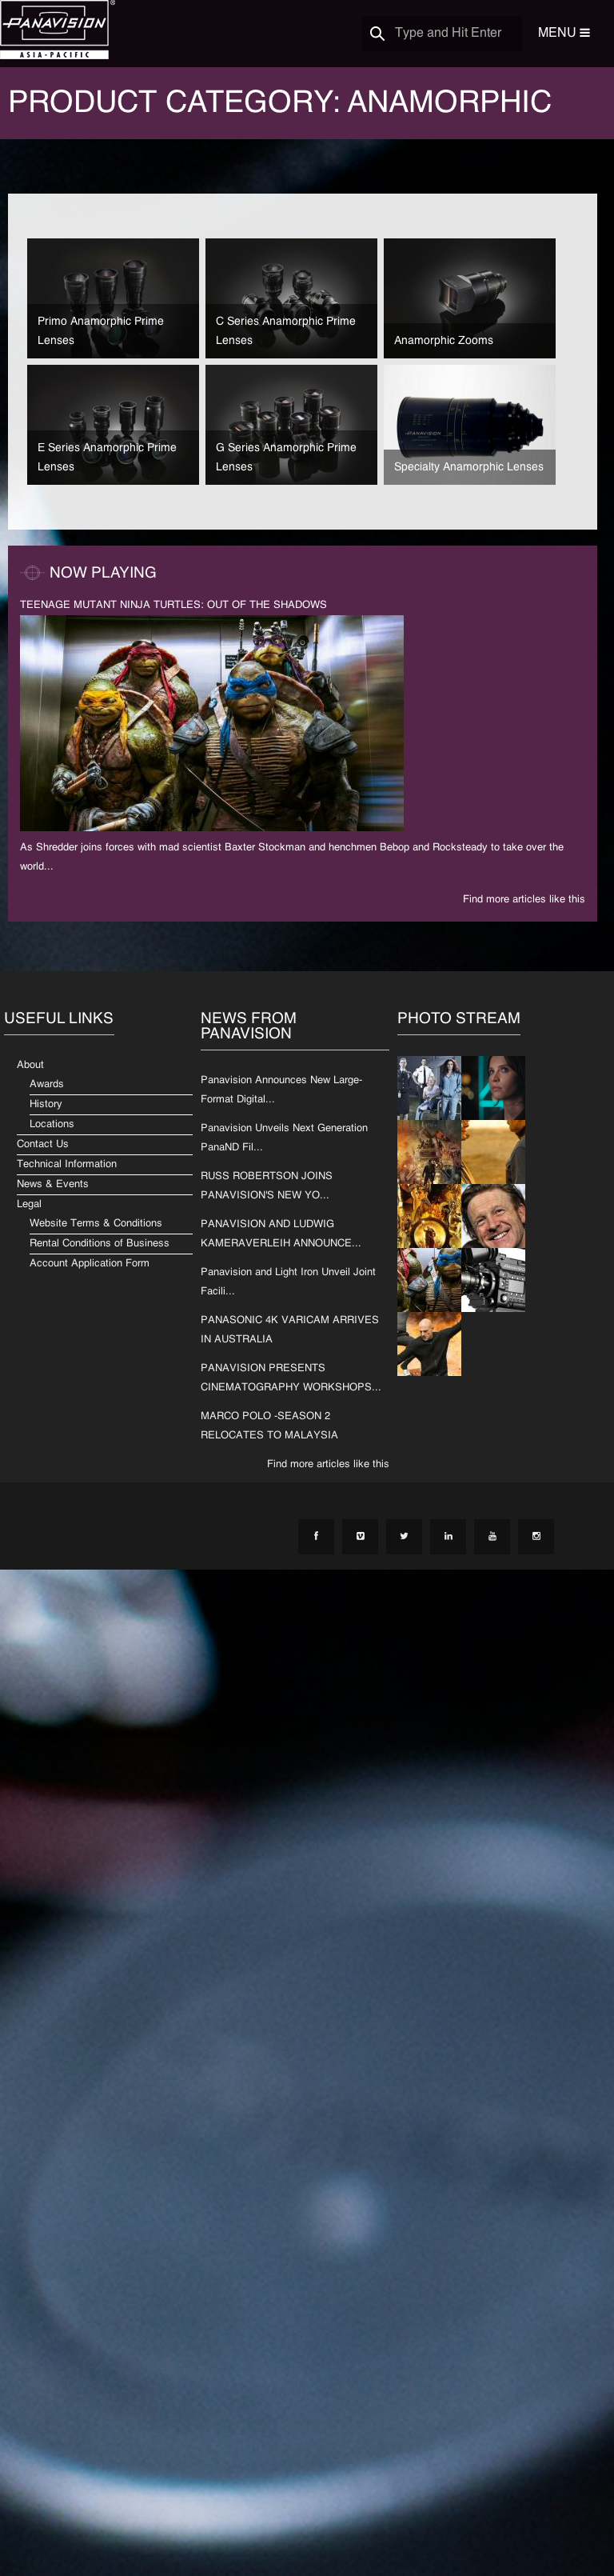 PANAVISION®
ASIA-PACIFIC
Type and Hit Enter
MENU
PRODUCT CATEGORY: ANAMORPHIC
Primo Anamorphic Prime
Lenses
C Series Anamorphic Prime
Lenses
Anamorphic Zooms
E Series Anamorphic Prime
Lenses
G Series Anamorphic Prime
Lenses
PANAVISION
Specialty Anamorphic Lenses
NOW PLAYING
TEENAGE MUTANT NINJA TURTLES: OUT OF THE SHADOWS
As Shredder joins forces with mad scientist Baxter Stockman and henchmen Bebop and Rocksteady to take over the
world...
Find more articles like this
USEFUL LINKS
About
Awards
History
Locations
Contact Us
Technical Information
News & Events
Legal
Website Terms & Conditions
Rental Conditions of Business
Account Application Form
NEWS FROM
PANAVISION
Panavision Announces New Large-
Format Digital...
Panavision Unveils Next Generation
PanaND Fil...
RUSS ROBERTSON JOINS
PANAVISION'S NEW YO...
PANAVISION AND LUDWIG
KAMERAVERLEIH ANNOUNCE...
Panavision and Light Iron Unveil Joint
Facili...
PANASONIC 4K VARICAM ARRIVES
IN AUSTRALIA
PANAVISION PRESENTS
CINEMATOGRAPHY WORKSHOPS...
MARCO POLO -SEASON 2
RELOCATES TO MALAYSIA
Find more articles like this
PHOTO STREAM